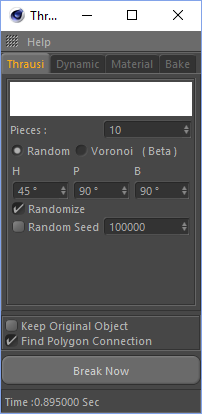 Thr...
Help
Thrausi Dynamic Material Bake
Pieces : 10
Random Voronoi ( Beta )
H P B
45 ° 90 ° 90 °
Randomize
Random Seed 100000
Keep Original Object
Find Polygon Connection
Break Now
Time :0.895000 Sec